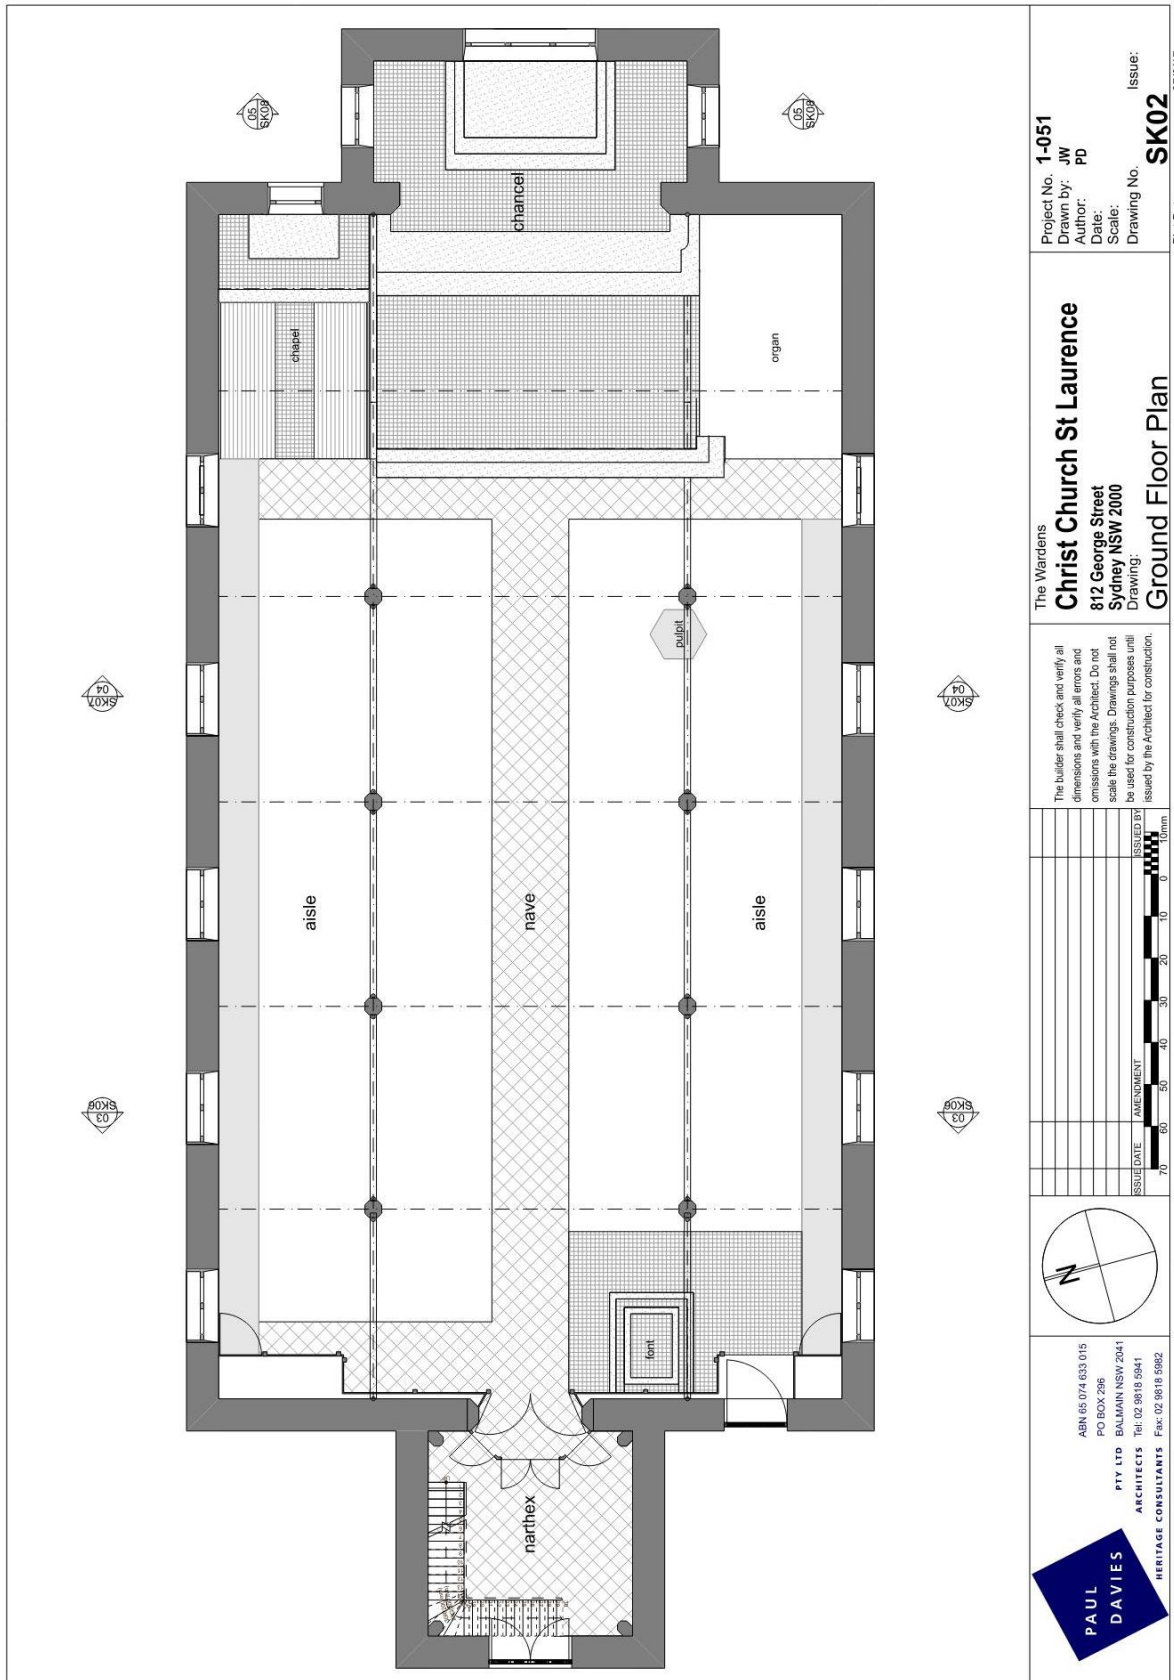 05
SK08
05
SK08
chancel
chapel
organ
pulpit
04
SK07
04
SK07
aisle
nave
aisle
03
SK06
03
SK06
font
narthex
PAUL
DAVIES
PTY LTD
ARCHITECTS
HERITAGE CONSULTANTS
ABN 65 074 633 015
PO BOX 296
BALMAIN NSW 2041
Tel: 02 9818 5941
Fax: 02 9818 5982
N
ISSUE DATE AMENDMENT ISSUED BY
70 60 50 40 30 20 10 0 10mm
The builder shall check and verify all
dimensions and verify all errors and
omissions with the Architect. Do not
scale the drawings. Drawings shall not
be used for construction purposes until
issued by the Architect for construction.
The Wardens
Christ Church St Laurence
812 George Street
Sydney NSW 2000
Drawing:
Ground Floor Plan
Project No. 1-051
Drawn by: JW
Author: PD
Date:
Scale:
Drawing No. Issue:
SK02